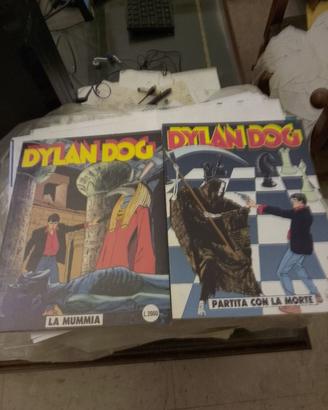 DYLAN DOG
LA MUMMIA
DYLAN DOG
PARTITA CON LA MORTE